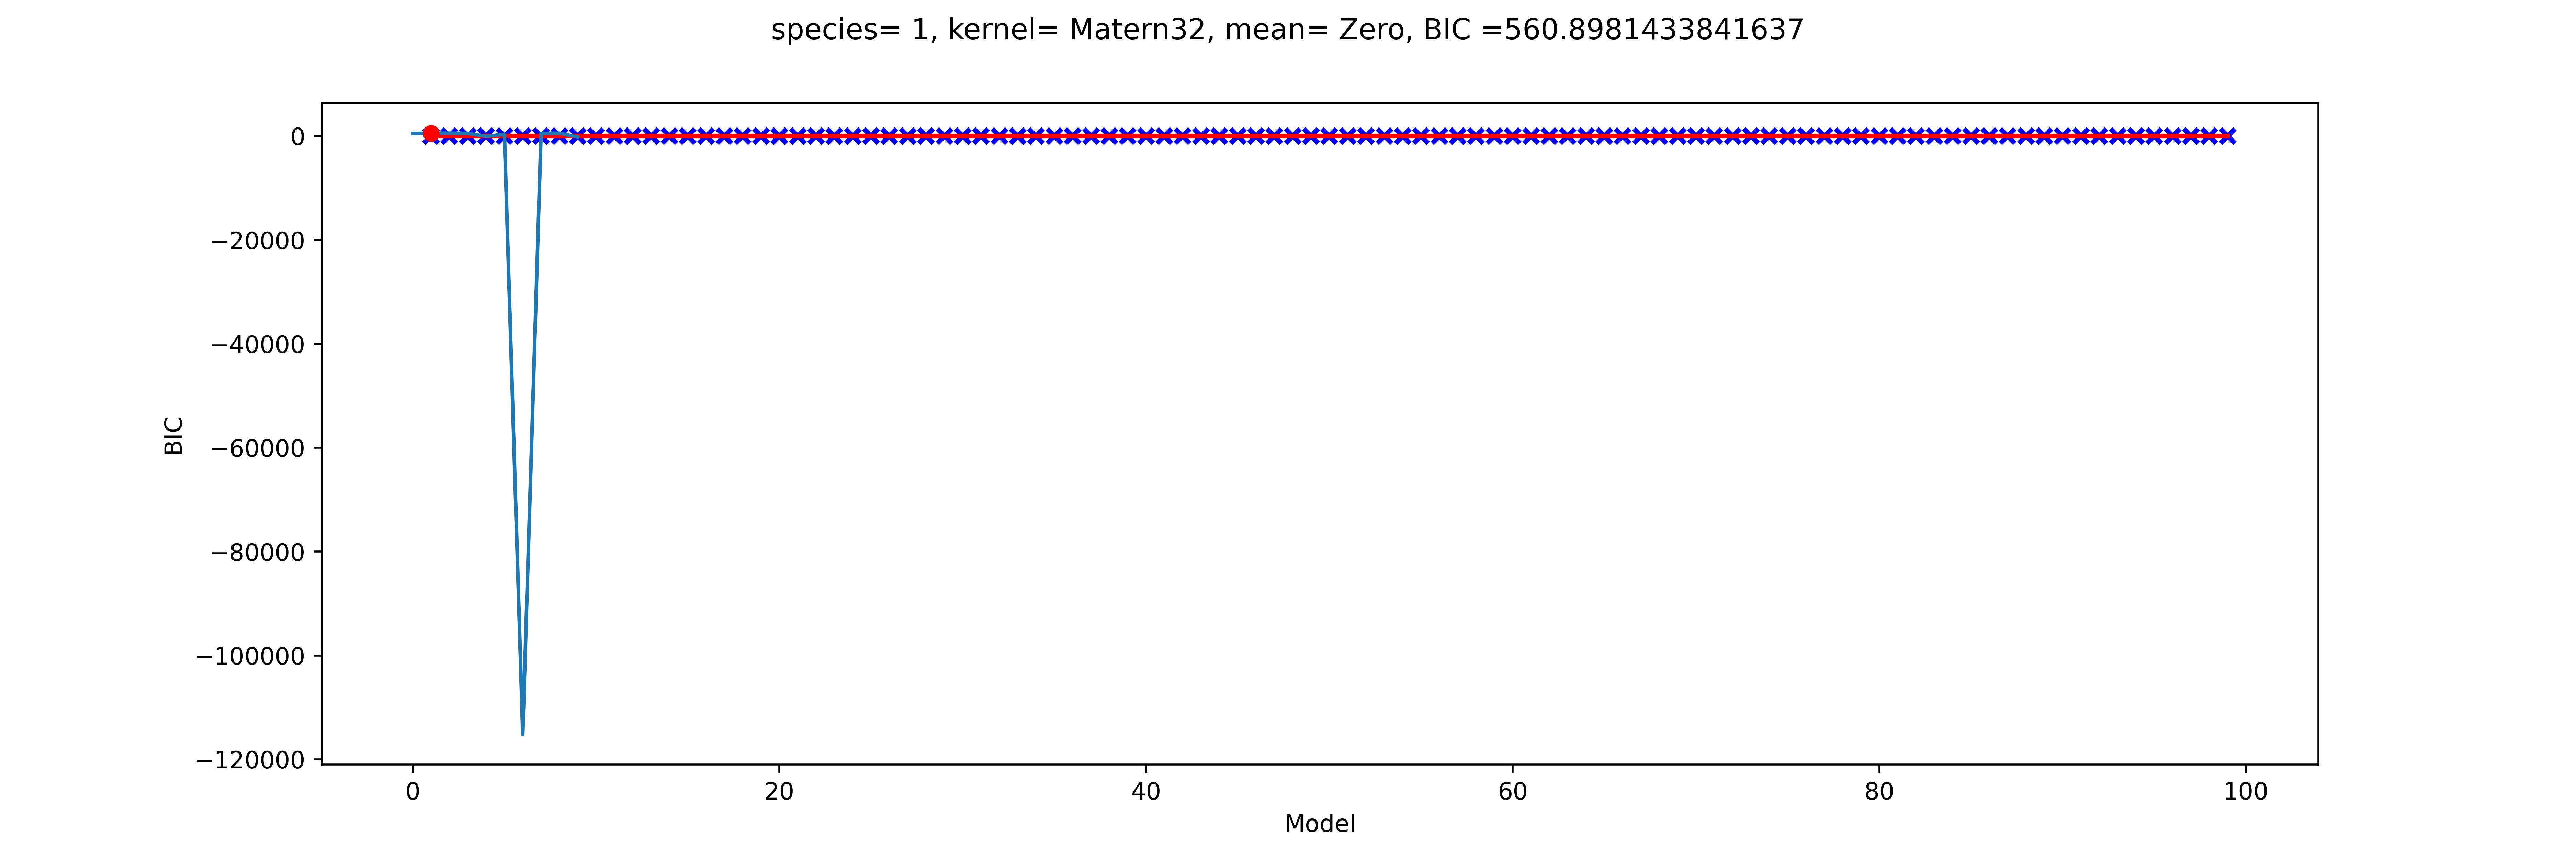 species= 1, kernel= Matern32, mean= Zero, BIC =560.8981433841637
0
−20000
−40000
−60000
−80000
−100000
−120000
BIC
0 20 40 60 80 100
Model